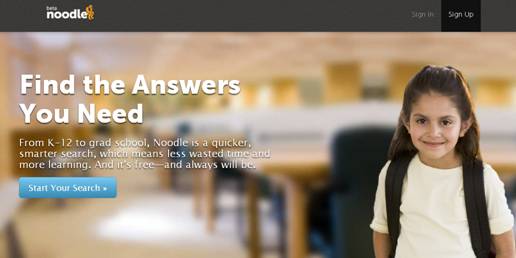 beta
noodle
Sign In
Sign Up
Find the Answers
You Need
From K-12 to grad school, Noodle is a quicker,
smarter search, which means less wasted time and
more learning. And it's free—and always will be.
Start Your Search »